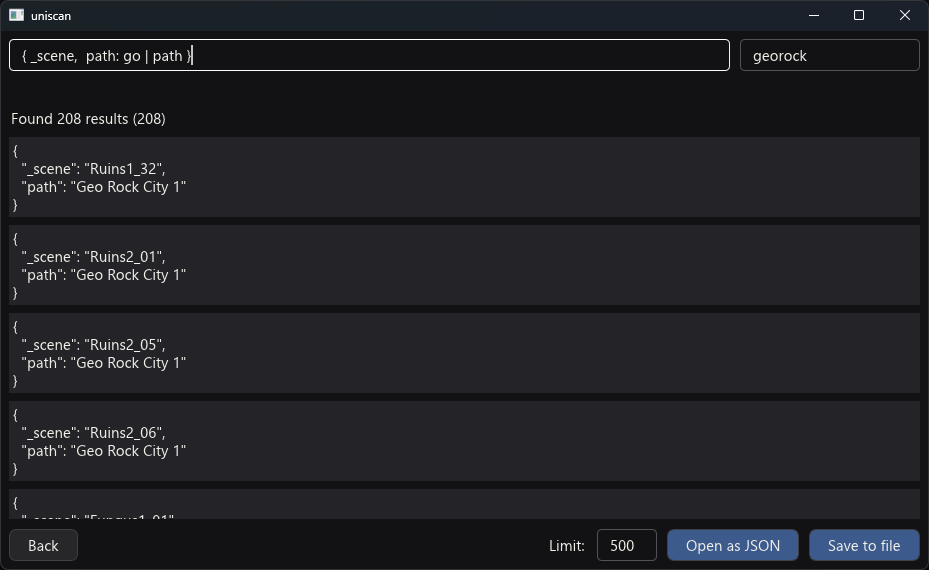 uniscan
{ _scene,  path: go | path }
georock
Found 208 results (208)
{
"_scene": "Ruins1_32",
"path": "Geo Rock City 1"
}
{
"_scene": "Ruins2_01",
"path": "Geo Rock City 1"
}
{
"_scene": "Ruins2_05",
"path": "Geo Rock City 1"
}
{
"_scene": "Ruins2_06",
"path": "Geo Rock City 1"
}
{
"_scene": "Fungus1_01"
Back
Limit:
500
Open as JSON
Save to file